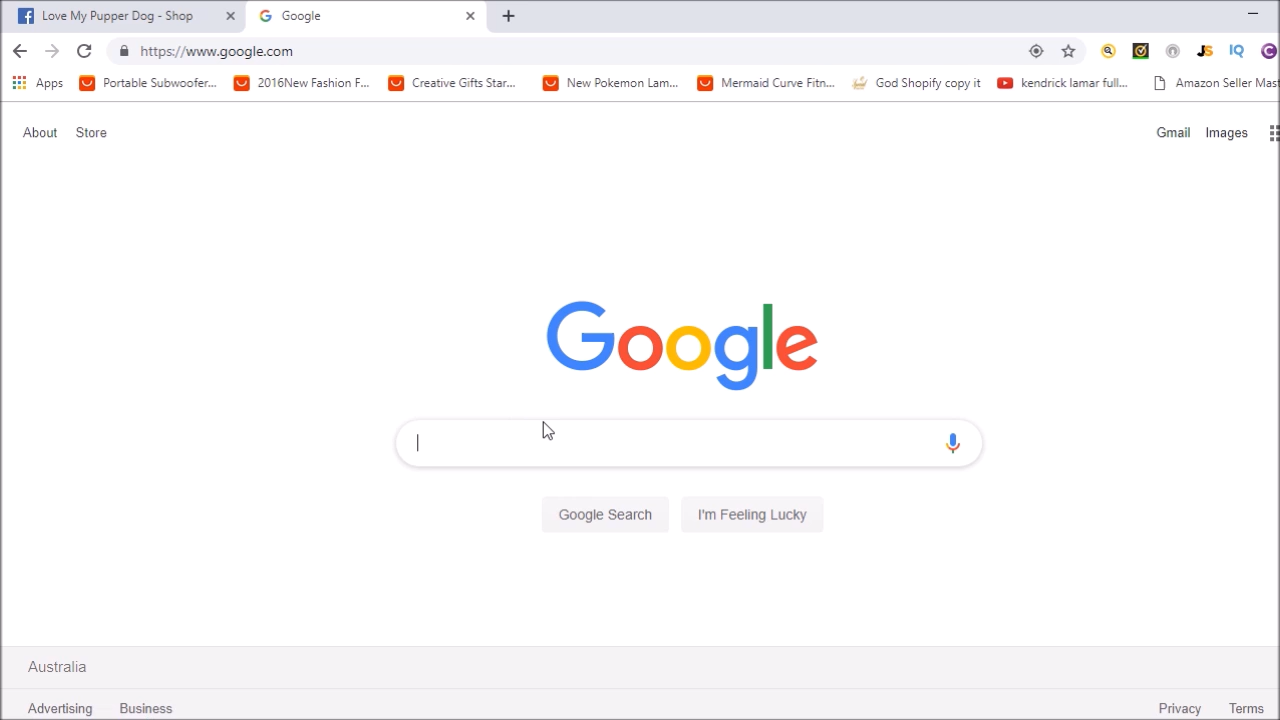 Love My Pupper Dog - Shop
Google
https://www.google.com
JS
IQ
Apps
Portable Subwoofer...
2016New Fashion F...
Creative Gifts Star...
New Pokemon Lam...
Mermaid Curve Fitn...
God Shopify copy it
kendrick lamar full...
Amazon Seller Mast
About
Store
Gmail
Images
Google
Google Search
I'm Feeling Lucky
Australia
Advertising
Business
Privacy
Terms